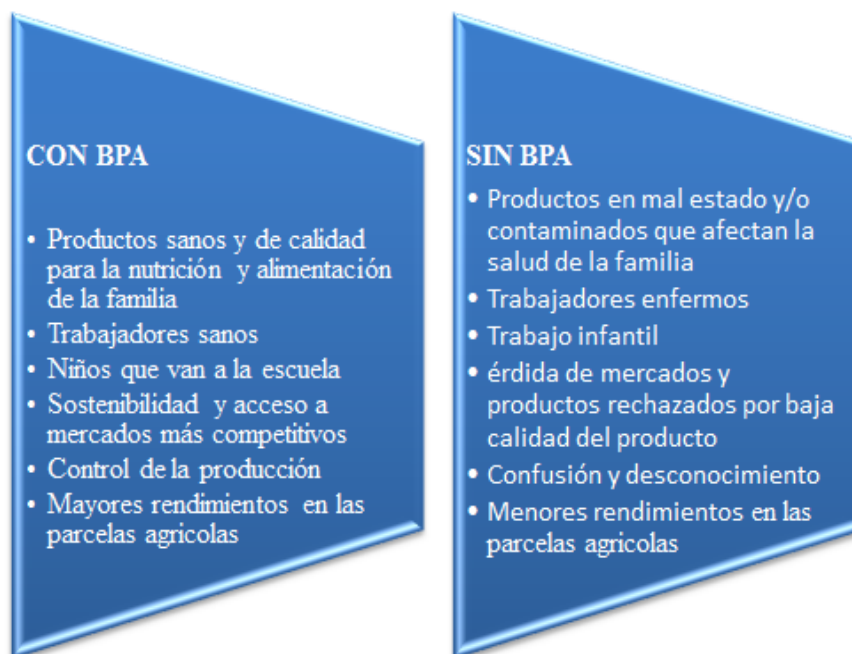 CON BPA
• Productos sanos y de calidad
para la nutrición y alimentación
de la familia
• Trabajadores sanos
• Niños que van a la escuela
• Sostenibilidad y acceso a
mercados más competitivos
• Control de la producción
• Mayores rendimientos en las
parcelas agricolas
SIN BPA
• Productos en mal estado y/o
contaminados que afectan la
salud de la familia
• Trabajadores enfermos
• Trabajo infantil
• érdida de mercados y
productos rechazados por baja
calidad del producto
• Confusión y desconocimiento
• Menores rendimientos en las
parcelas agricolas